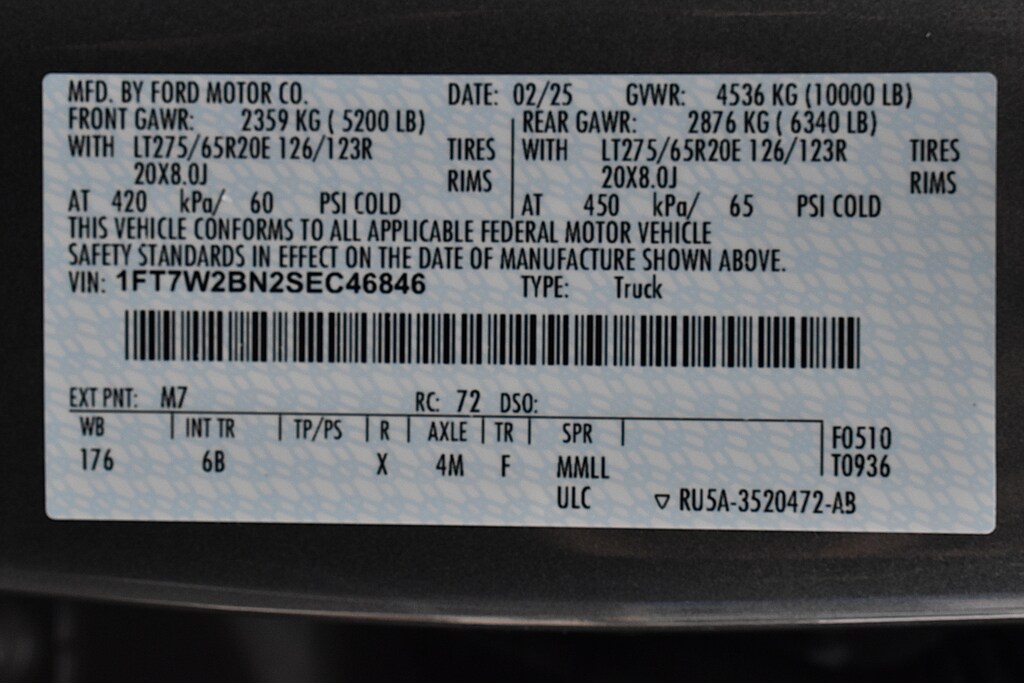 MFD. BY FORD MOTOR CO. DATE: 02/25 GVWR: 4536 KG (10000 LB)
FRONT GAWR: 2359 KG ( 5200 LB) REAR GAWR: 2876 KG ( 6340 LB)
WITH LT275/65R20E 126/123R TIRES WITH LT275/65R20E 126/123R TIRES
20X8.0J RIMS 20X8.0J RIMS
AT 420 kPa/ 60 PSI COLD AT 450 kPa/ 65 PSI COLD
THIS VEHICLE CONFORMS TO ALL APPLICABLE FEDERAL MOTOR VEHICLE
SAFETY STANDARDS IN EFFECT ON THE DATE OF MANUFACTURE SHOWN ABOVE.
VIN: 1FT7W2BN2SEC46846 TYPE: Truck
EXT PNT: M7 RC: 72 DSO:
WB INT TR TP/PS R AXLE TR SPR F0510
176 6B X 4M F MMLL T0936
ULC RU5A-3520472-AB